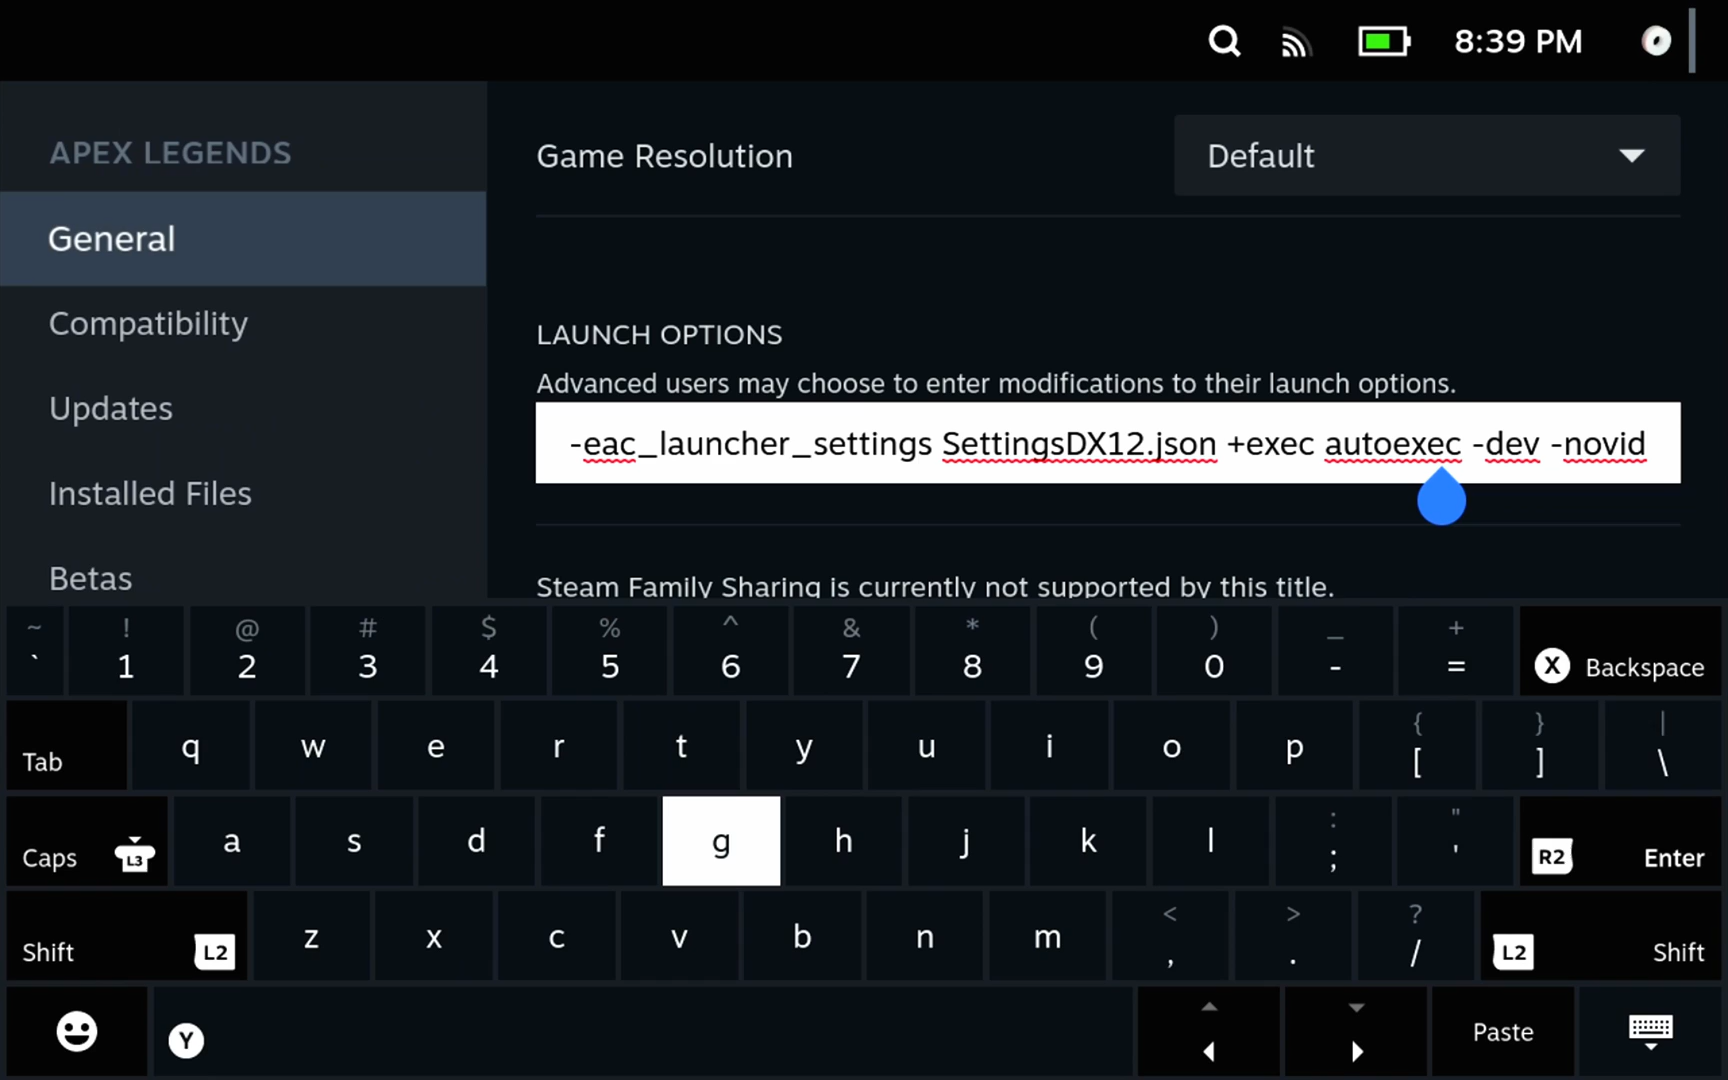 8:39 PM
APEX LEGENDS
General
Compatibility
Updates
Installed Files
Betas
Game Resolution
Default
LAUNCH OPTIONS
Advanced users may choose to enter modifications to their launch options.
-eac_launcher_settings SettingsDX12.json +exec autoexec -dev -novid
Steam Family Sharing is currently not supported by this title.
~ ! @ # $ % ^ & * ( ) _ +
` 1 2 3 4 5 6 7 8 9 0 - = X Backspace
{ } |
Tab q w e r t y u i o p [ ] \
: "
Caps L3 a s d f g h j k l ; ' R2 Enter
< > ?
Shift L2 z x c v b n m , . / L2 Shift
Y Paste